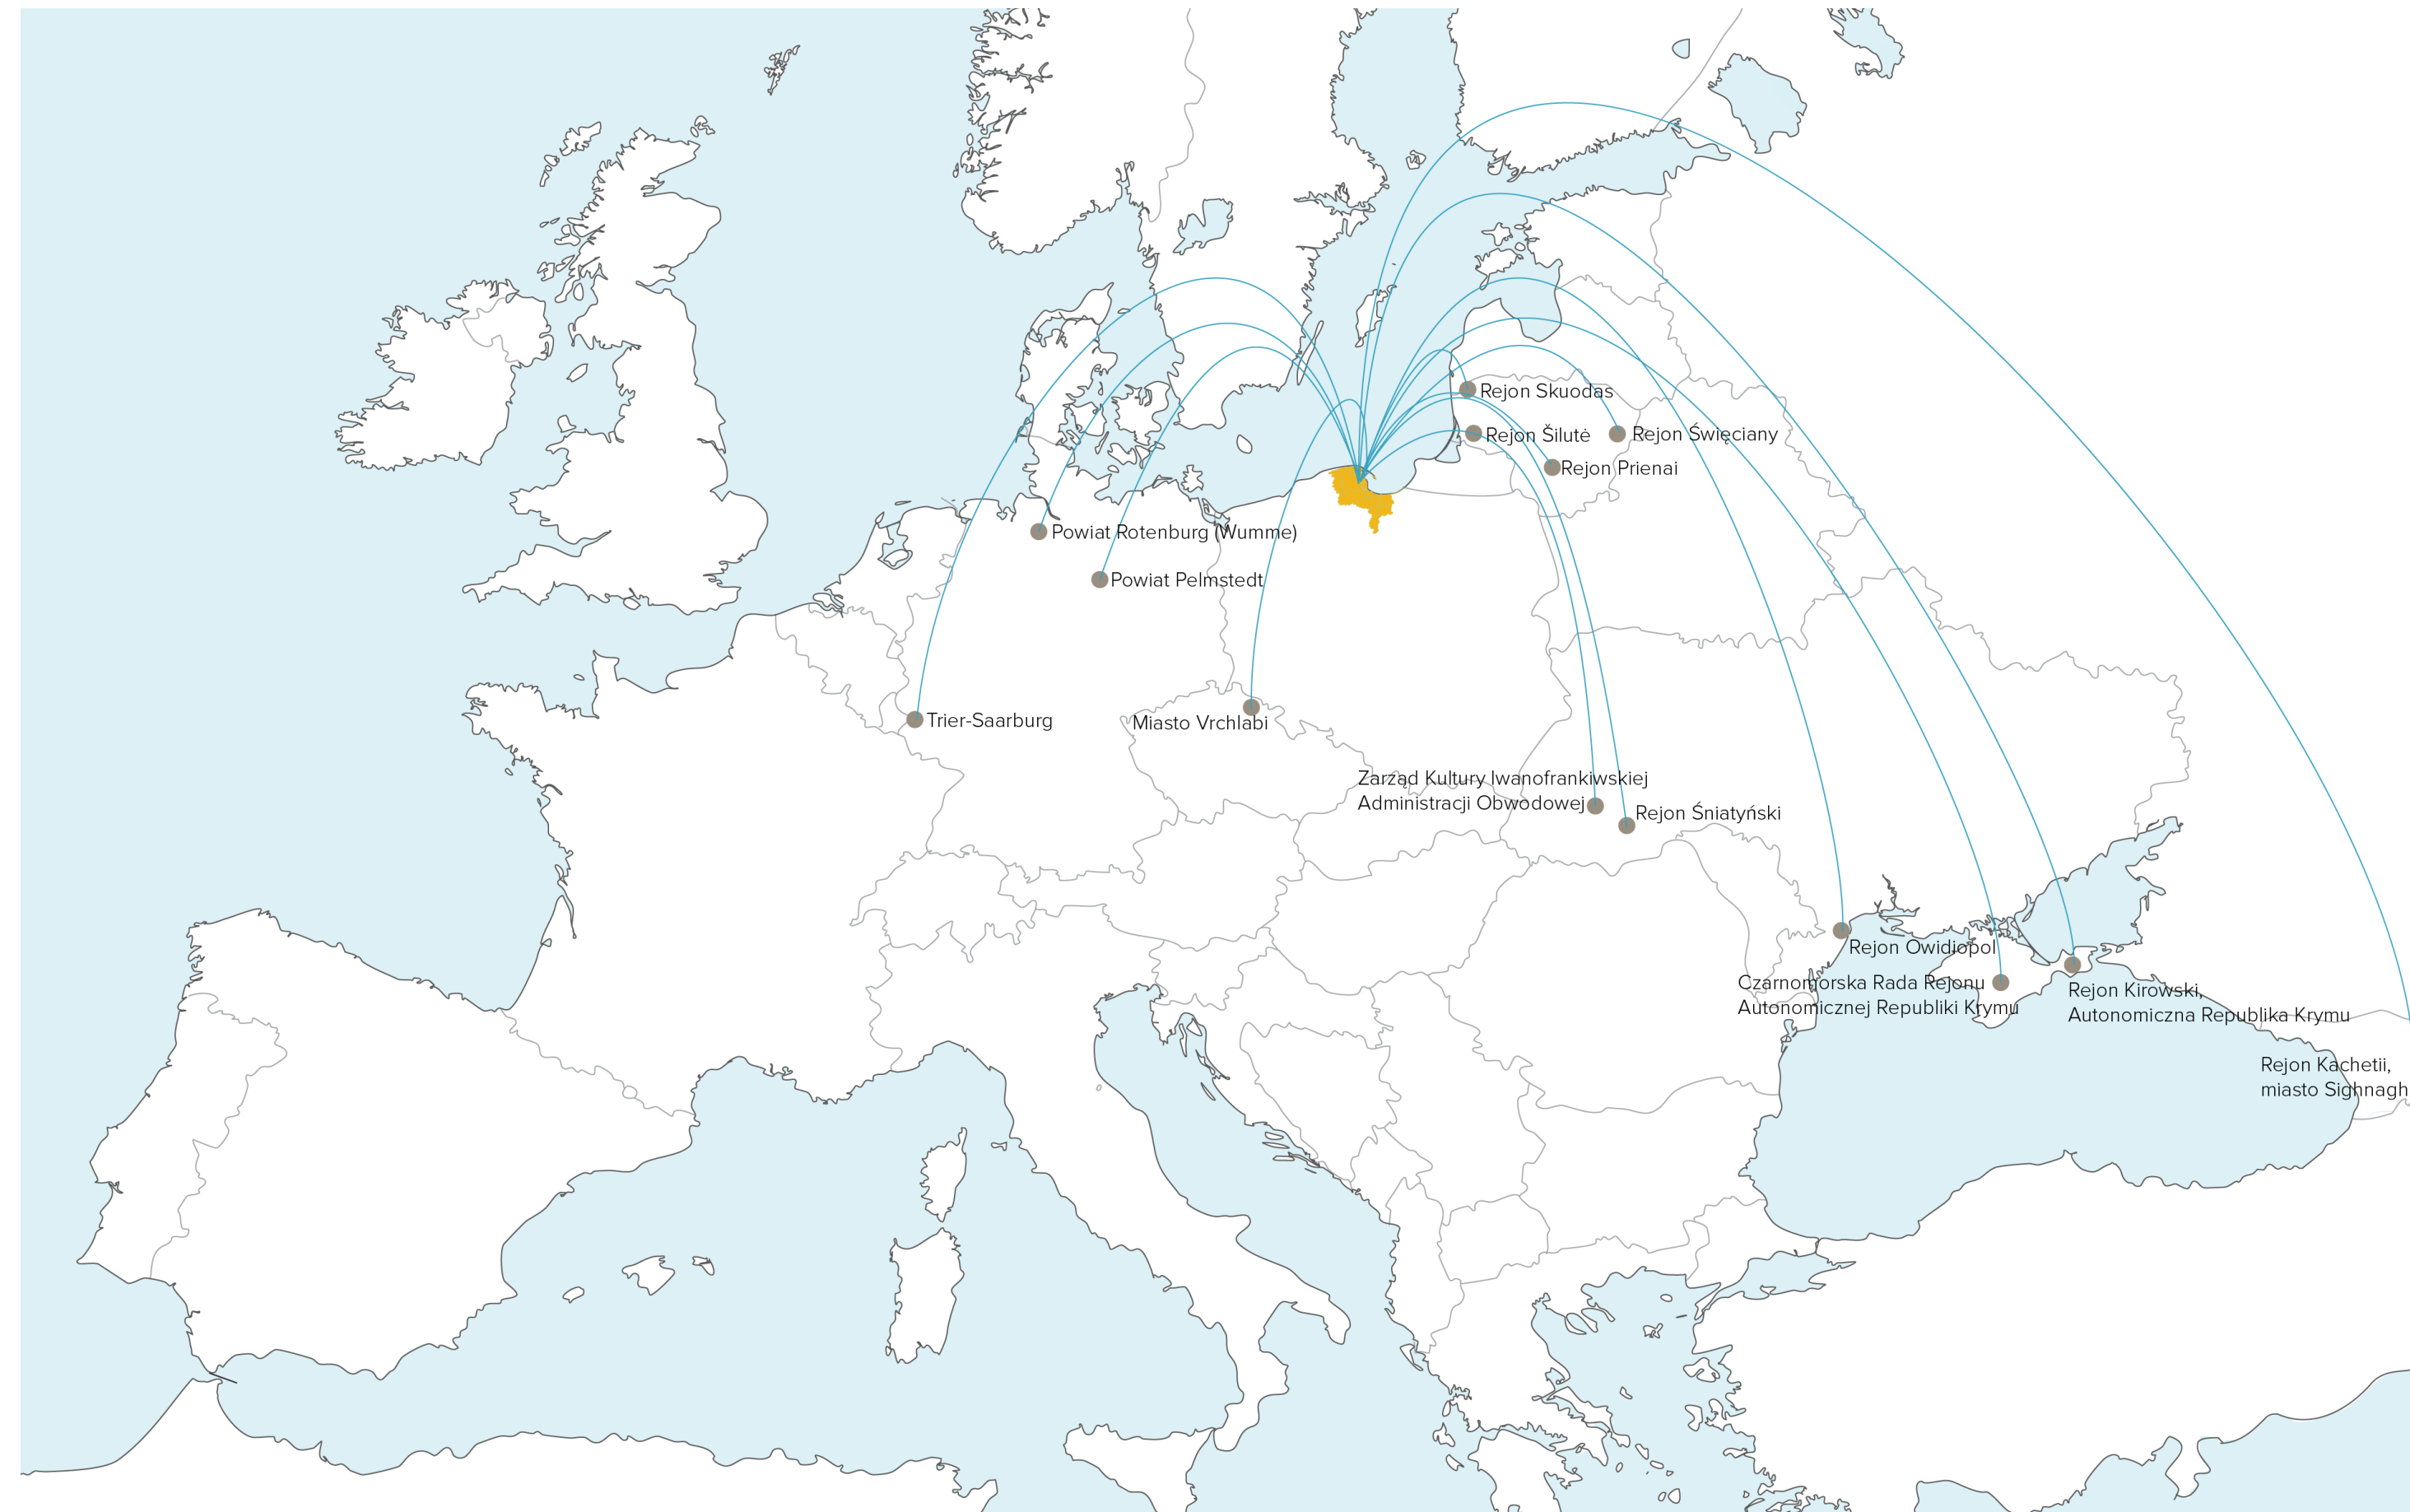 Rejon Skuodas
Rejon Šilutė
Rejon Święciany
Rejon Prienai
Powiat Rotenburg (Wumme)
Powiat Pelmstedt
Trier-Saarburg
Miasto Vrchlabi
Zarząd Kultury Iwanofrankiwskiej
Administracji Obwodowej
Rejon Śniatyński
Rejon Owidiopol
Czarnomorska Rada Rejonu
Autonomicznej Republiki Krymu
Rejon Kirowski,
Autonomiczna Republika Krymu
Rejon Kachetii,
miasto Sighnagh